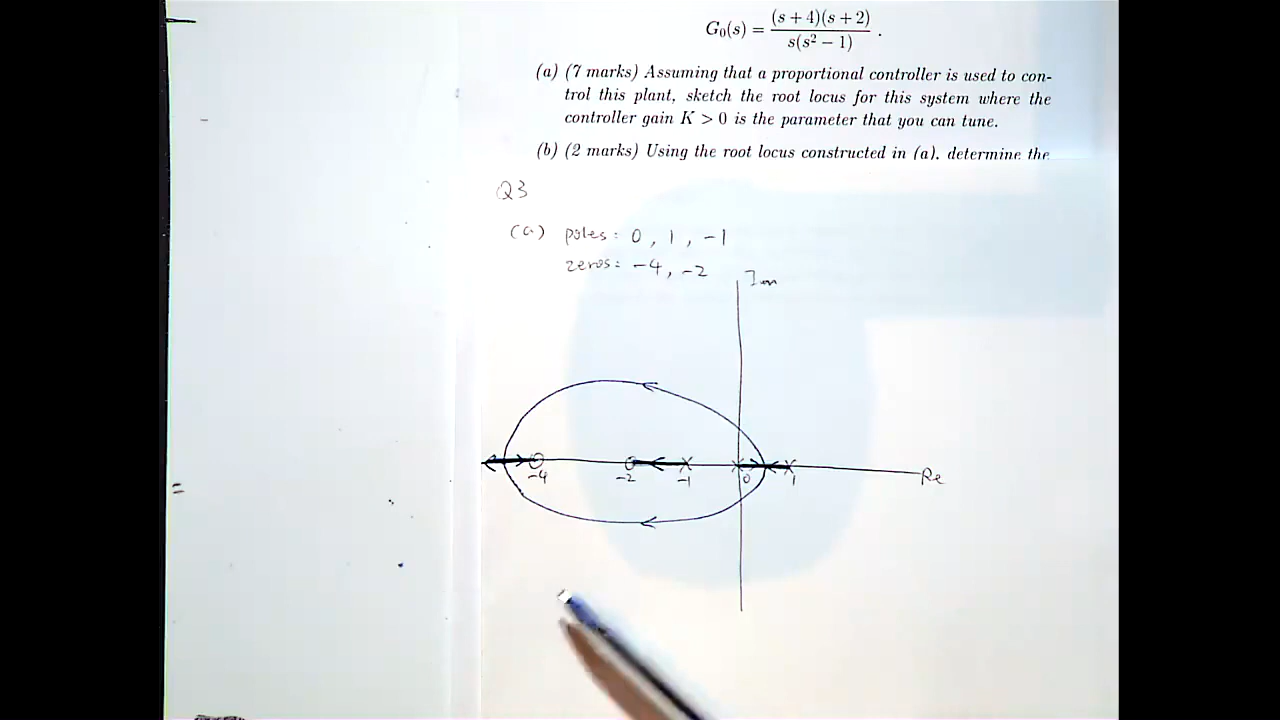 G₀(s) = (s + 4)(s + 2) / s(s² − 1) .
(a) (7 marks) Assuming that a proportional controller is used to con-
trol this plant, sketch the root locus for this system where the
controller gain K > 0 is the parameter that you can tune.
(b) (2 marks) Using the root locus constructed in (a), determine the
Q3
(a) poles: 0, 1, -1
zeros: -4, -2
Im
-4 -2 -1 0 1 Re